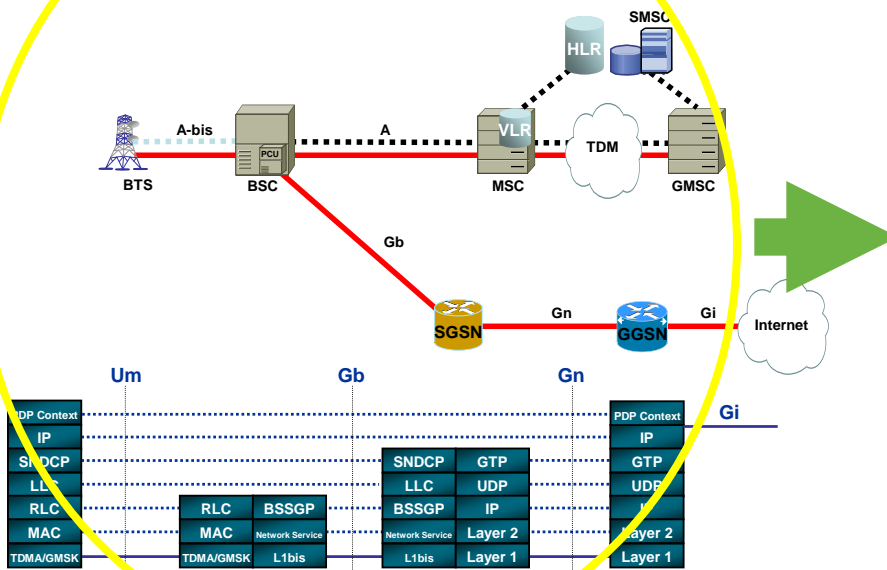 SMSC
HLR
VLR
A-bis
A
TDM
PCU
BTS
BSC
MSC
GMSC
Gb
SGSN
Gn
GGSN
Gi
Internet
Um
Gb
Gn
Gi
PDP Context
PDP Context
IP
IP
SNDCP
SNDCP
GTP
GTP
LLC
LLC
UDP
UDP
RLC
RLC
BSSGP
BSSGP
IP
MAC
MAC
Network Service
Network Service
Layer 2
Layer 2
TDMA/GMSK
TDMA/GMSK
L1bis
L1bis
Layer 1
Layer 1